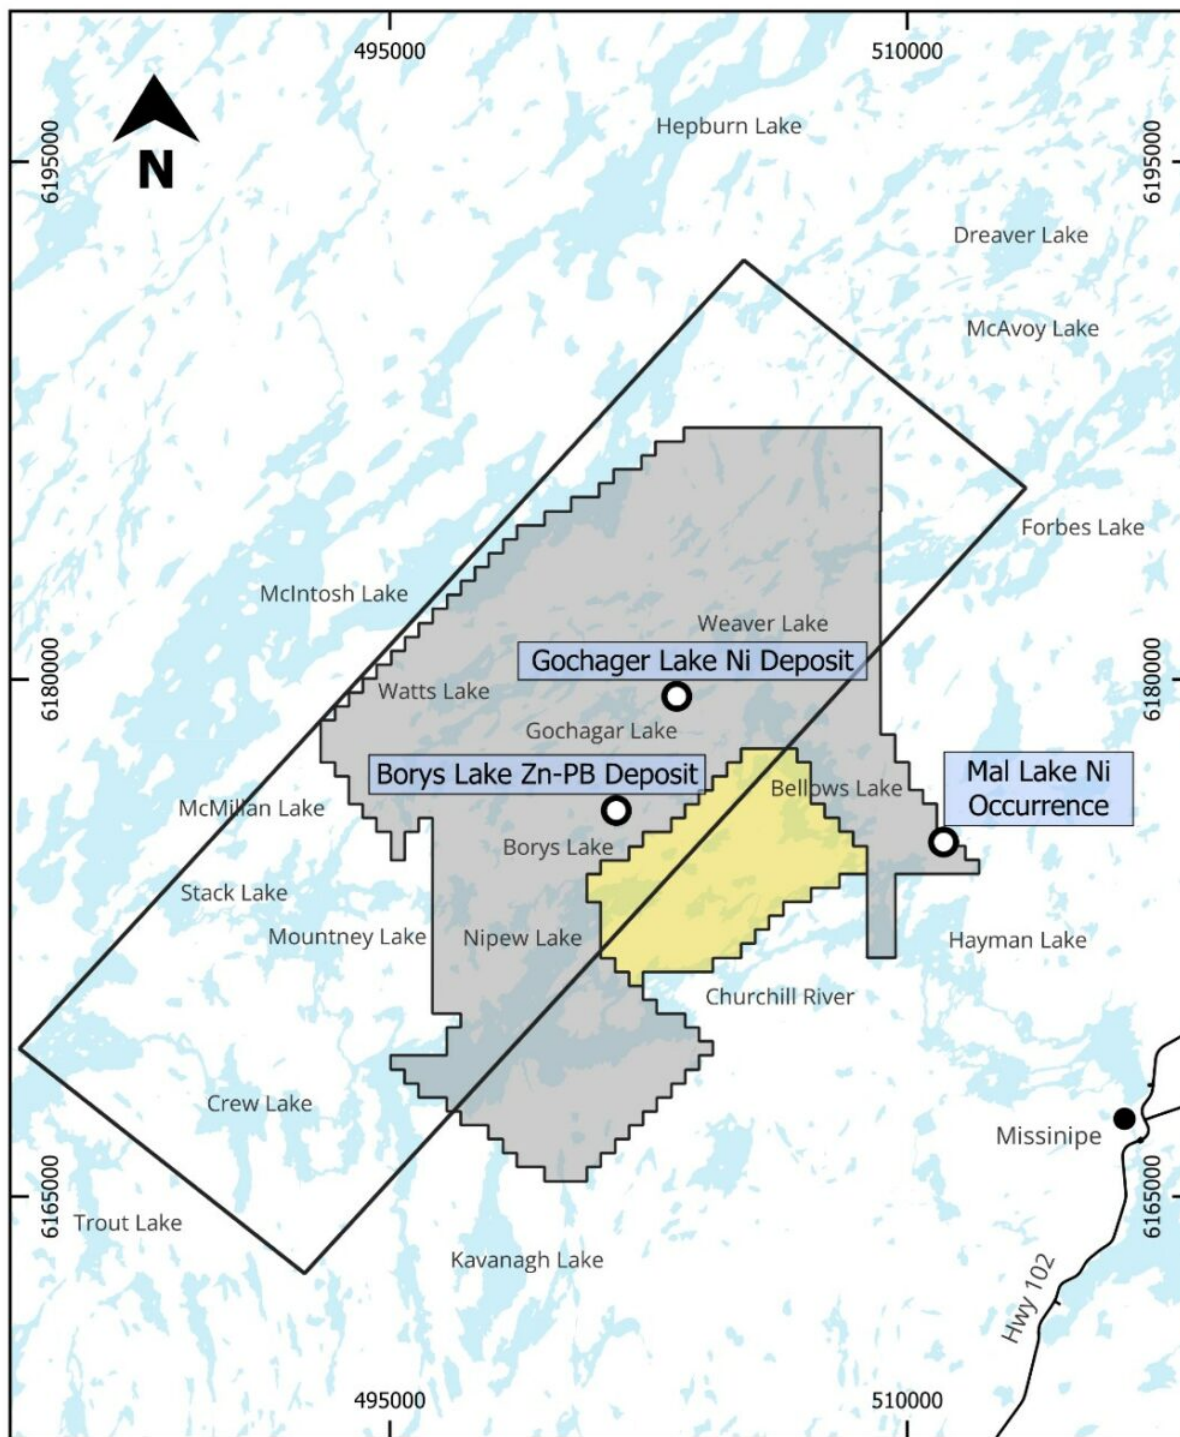 495000
510000
Hepburn Lake
6195000
6195000
N
Dreaver Lake
McAvoy Lake
Forbes Lake
McIntosh Lake
Weaver Lake
Gochager Lake Ni Deposit
6180000
6180000
Watts Lake
Gochagar Lake
Borys Lake Zn-PB Deposit
Mal Lake Ni
Occurrence
Bellows Lake
McMillan Lake
Borys Lake
Stack Lake
Mountney Lake
Nipew Lake
Hayman Lake
Churchill River
Crew Lake
Missinipe
6165000
6165000
Trout Lake
Kavanagh Lake
Hwy 102
495000
510000